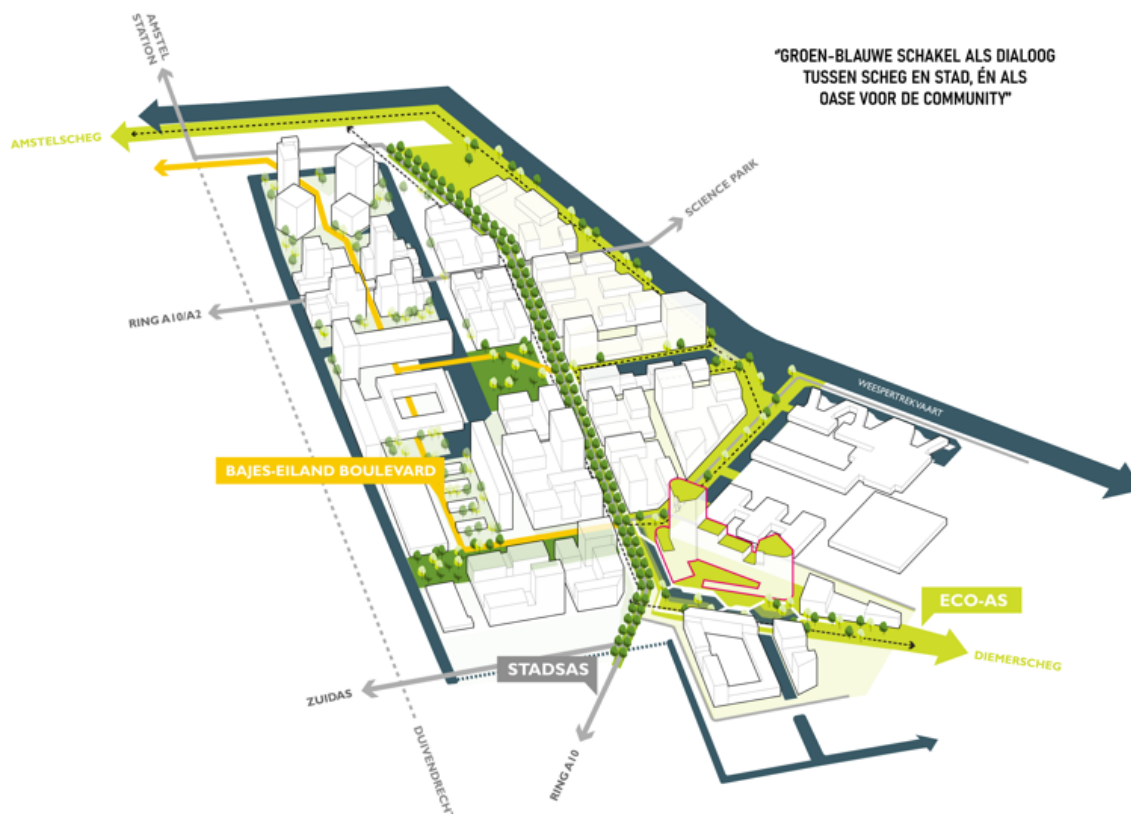 AMSTEL
STATION
"GROEN-BLAUWE SCHAKEL ALS DIALOOG
TUSSEN SCHEG EN STAD, ÉN ALS
OASE VOOR DE COMMUNITY"
AMSTELSCHEG
SCIENCE PARK
RING A10/A2
WEESPERTREKVAART
BAJES-EILAND BOULEVARD
ECO-AS
DIEMERSCHEG
STADSAS
ZUIDAS
DUIVENDRECHT
RING A10